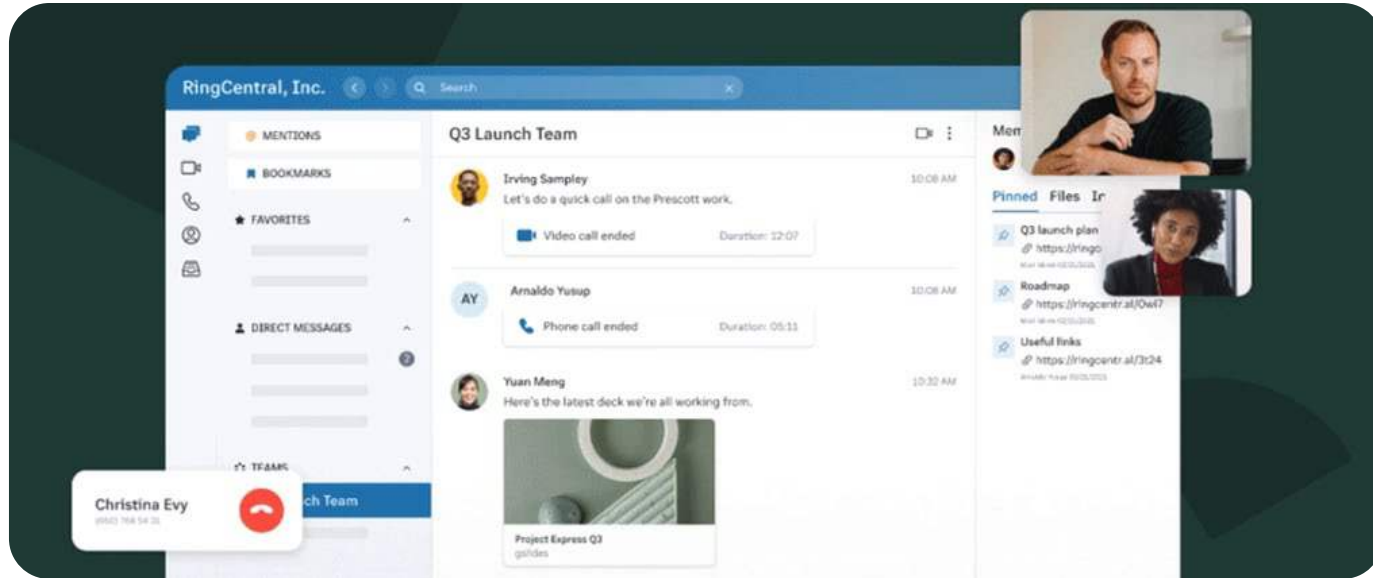 RingCentral, Inc.
Search
MENTIONS
BOOKMARKS
FAVORITES
DIRECT MESSAGES
TEAMS
ch Team
Christina Evy
Q3 Launch Team
Irving Sampley
10:08 AM
Let's do a quick call on the Prescott work.
Video call ended
Duration: 12:07
AY
Arnaldo Yusup
10:08 AM
Phone call ended
Duration: 05:11
Yuan Meng
10:32 AM
Here's the latest deck we're all working from.
Project Express Q3
gslides
Mem
Pinned Files In
Q3 launch plan
https://ringc
Roadmap
https://ringcentr.al/0wl7
Useful links
https://ringcentr.al/3t24